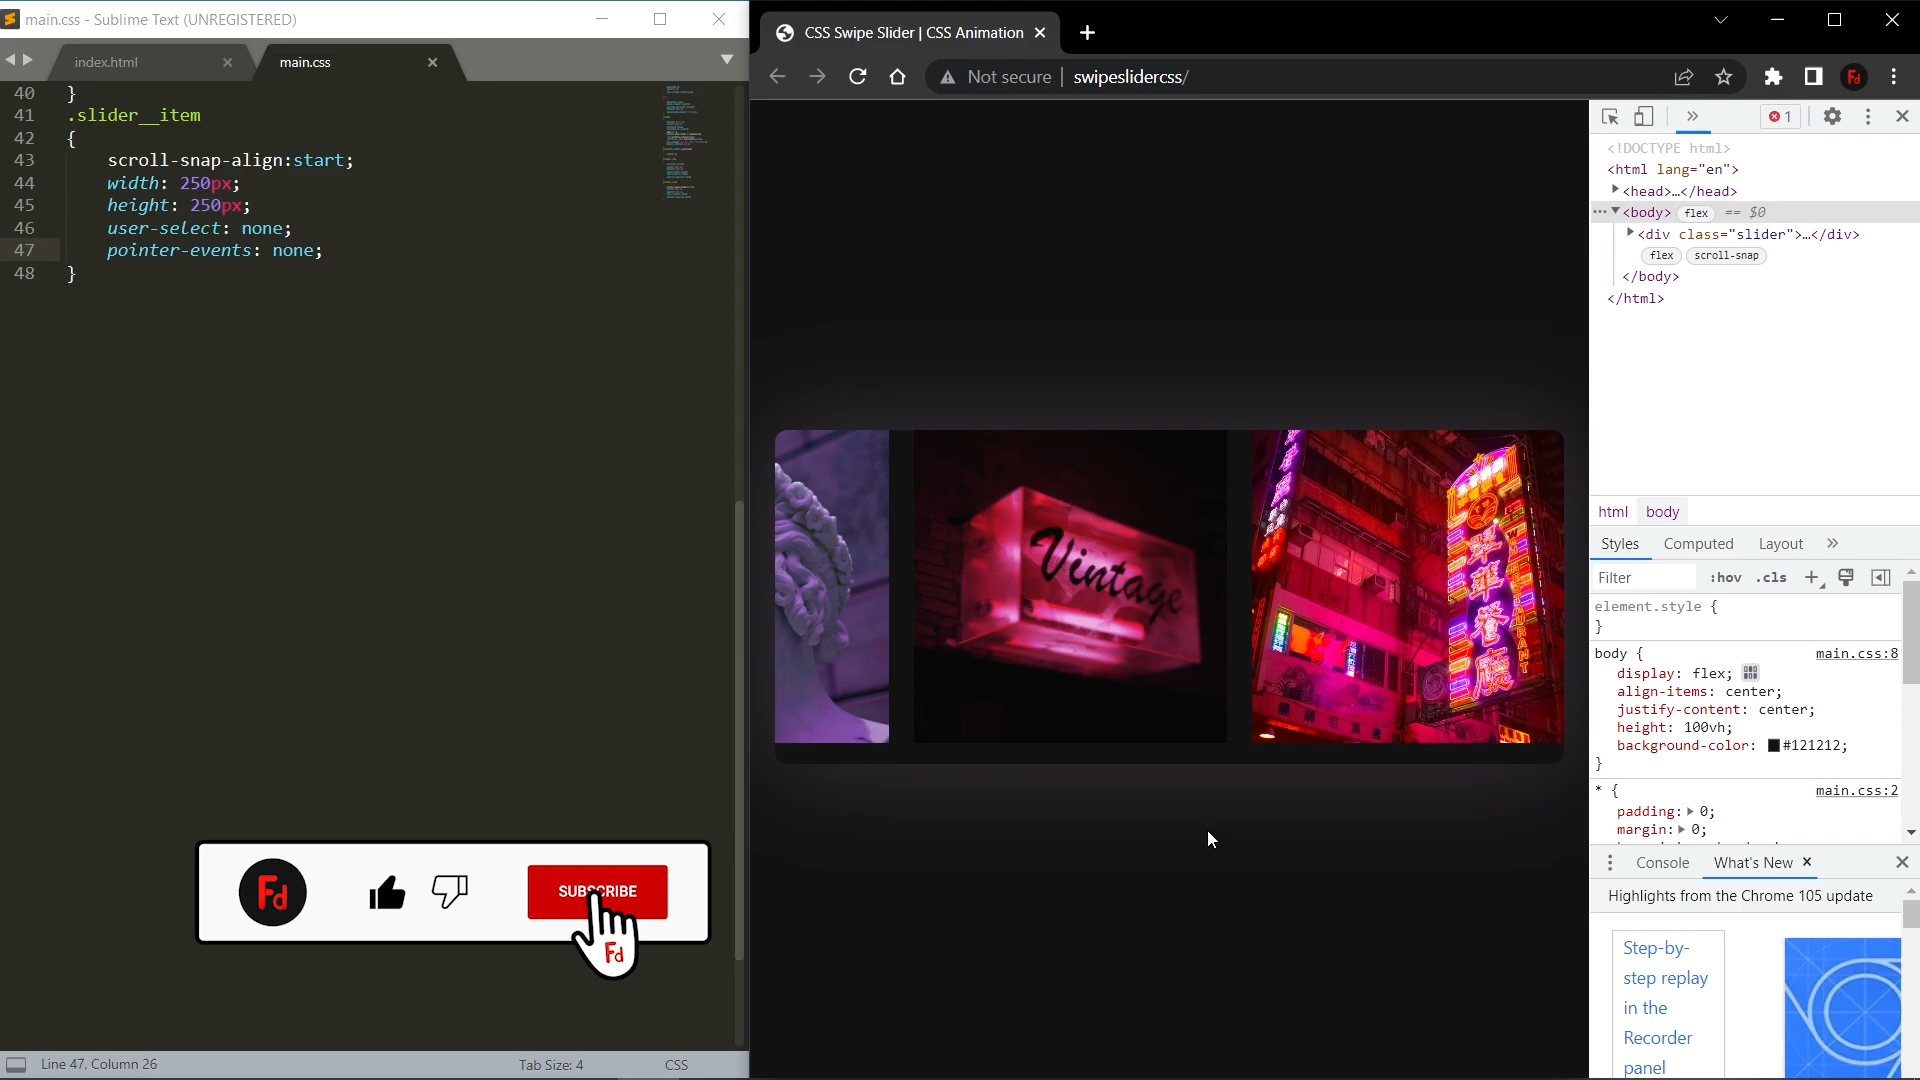 main.css - Sublime Text (UNREGISTERED)
index.html
main.css
40 }
41 .slider__item
42 {
43 scroll-snap-align:start;
44 width: 250px;
45 height: 250px;
46 user-select: none;
47 pointer-events: none;
48 }
Fd
SUBSCRIBE
Fd
Line 47, Column 26
Tab Size: 4
CSS
CSS Swipe Slider | CSS Animation
Not secure | swipeslidercss/
Fd
Vintage
RESTAURANT
1
<!DOCTYPE html>
<html lang="en">
<head>…</head>
<body> flex == $0
<div class="slider">…</div>
flex scroll-snap
</body>
</html>
html body
Styles Computed Layout
Filter :hov .cls
element.style {
}
body { main.css:8
display: flex;
align-items: center;
justify-content: center;
height: 100vh;
background-color: #121212;
}
* { main.css:2
padding: 0;
margin: 0;
Console What's New
Highlights from the Chrome 105 update
Step-by-
step replay
in the
Recorder
panel